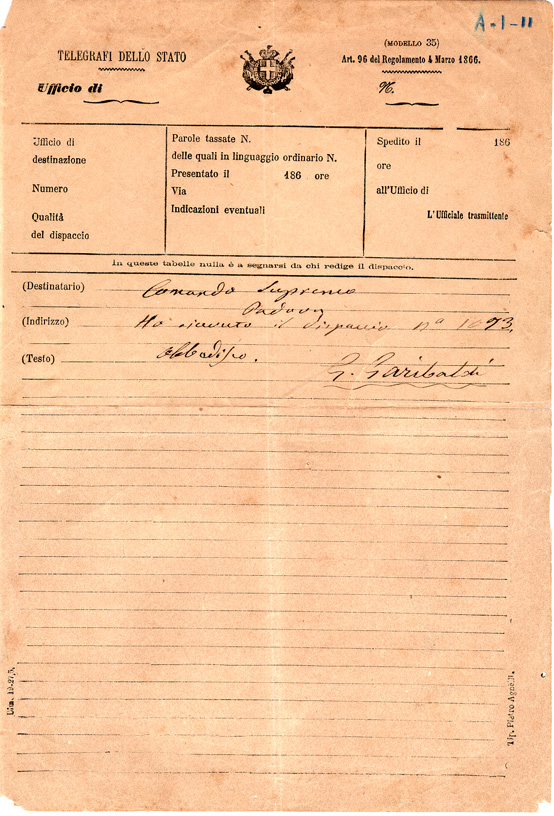 A-1-11
TELEGRAFI DELLO STATO
Ufficio di
(MODELLO 35)
Art. 96 del Regolamento 4 Marzo 1866.
N.
Ufficio di
destinazione
Numero
Qualità
del dispaccio
Parole tassate N.
delle quali in linguaggio ordinario N.
Presentato il 186 ore
Via
Indicazioni eventuali
Spedito il 186
ore
all'Ufficio di
L'Ufficiale trasmittente
In queste tabelle nulla è a segnarsi da chi redige il dispaccio.
(Destinatario) Comando Supremo
Padova
(Indirizzo) Ho ricevuto il dispaccio nº 1073.
(Testo) Obbedisco.
G. Garibaldi
Tip. Pietro Agnelli.